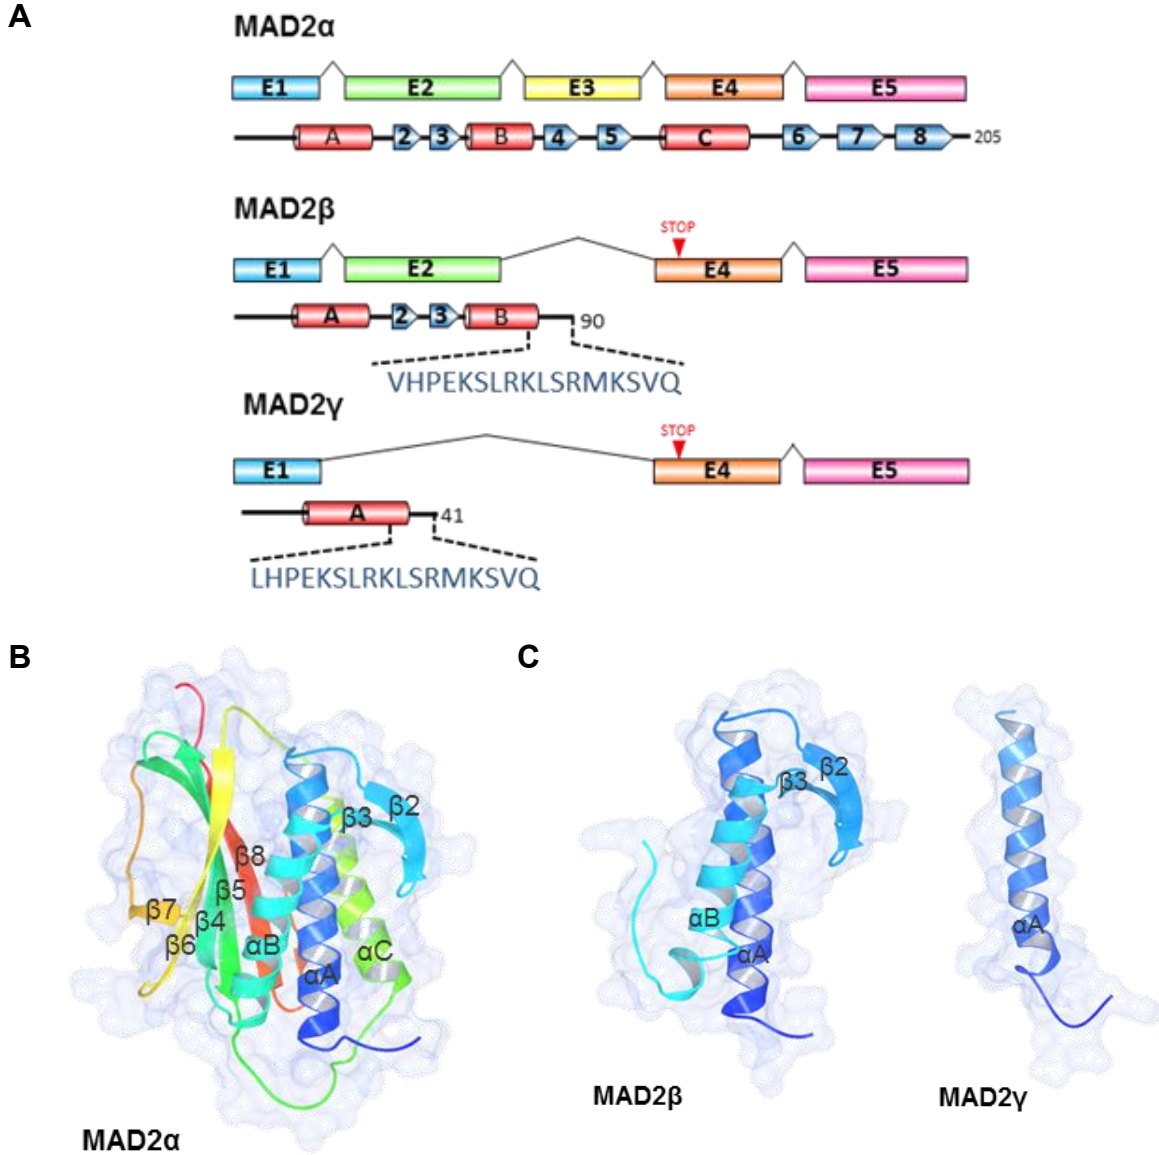 A
MAD2α
E1 E2 E3 E4 E5
A 2 3 B 4 5 C 6 7 8 205
MAD2β
STOP
E1 E2 E4 E5
A 2 3 B 90
VHPEKSLRKLSRMKSVQ
MAD2γ
STOP
E1 E4 E5
A 41
LHPEKSLRKLSRMKSVQ
B
β2
β3
β8
β5
β7
β4
β6
αB
αA
αC
MAD2α
C
β3 β2
αB
αA
MAD2β
αA
MAD2γ